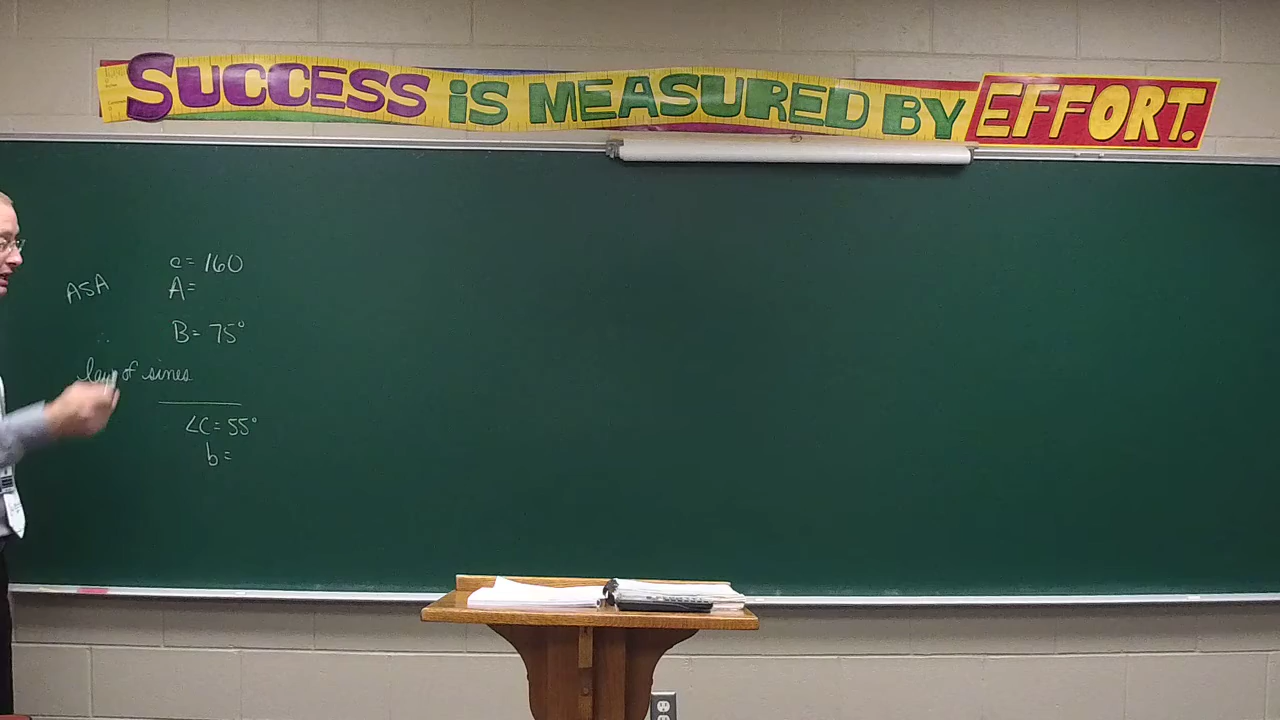 SUCCESS IS MEASURED BY EFFORT.
c = 160
ASA
A =
B = 75°
law of sines
∠C = 55°
b =